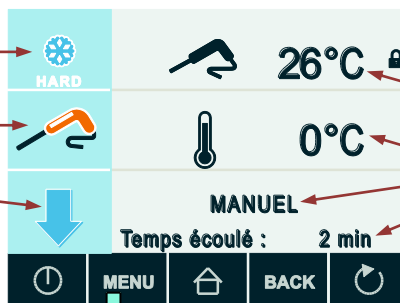 HARD
26°C
0°C
MANUEL
Temps écoulé : 2 min
MENU BACK